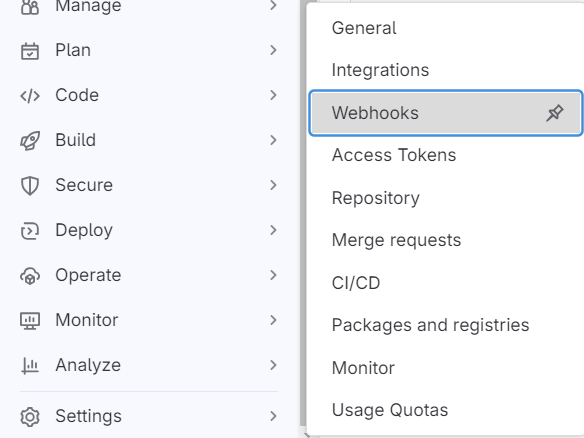 Manage
Plan
Code
Build
Secure
Deploy
Operate
Monitor
Analyze
Settings
General
Integrations
Webhooks
Access Tokens
Repository
Merge requests
CI/CD
Packages and registries
Monitor
Usage Quotas